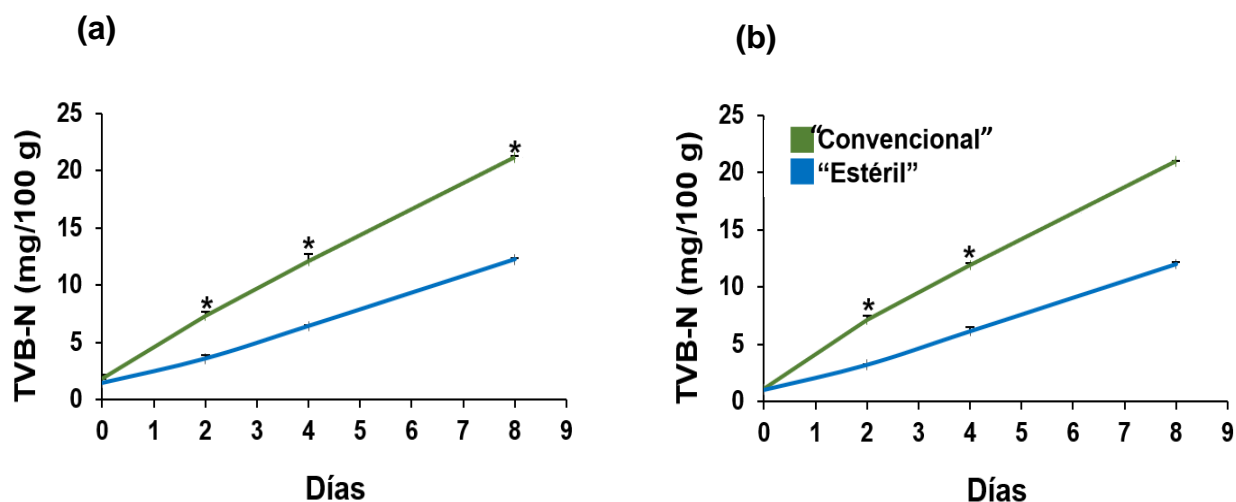 (a)
TVB-N (mg/100 g)
25
20
15
10
5
0
* * *
0 1 2 3 4 5 6 7 8 9
Días
(b)
TVB-N (mg/100 g)
25
20
15
10
5
0
“Convencional”
“Estéril”
* *
0 1 2 3 4 5 6 7 8 9
Días